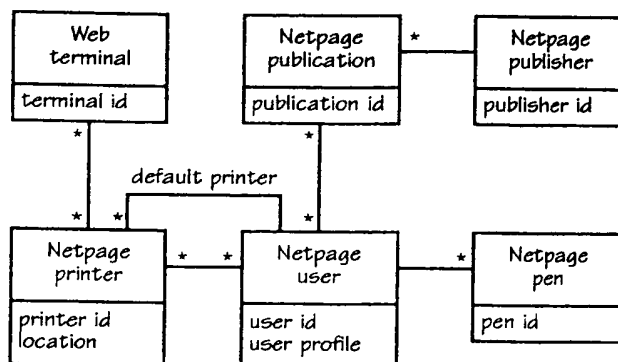 Web
terminal
terminal id
Netpage
publication
publication id
Netpage
publisher
publisher id
*
*
*
default printer
*
*
*
Netpage
printer
printer id
location
*
*
Netpage
user
user id
user profile
*
Netpage
pen
pen id